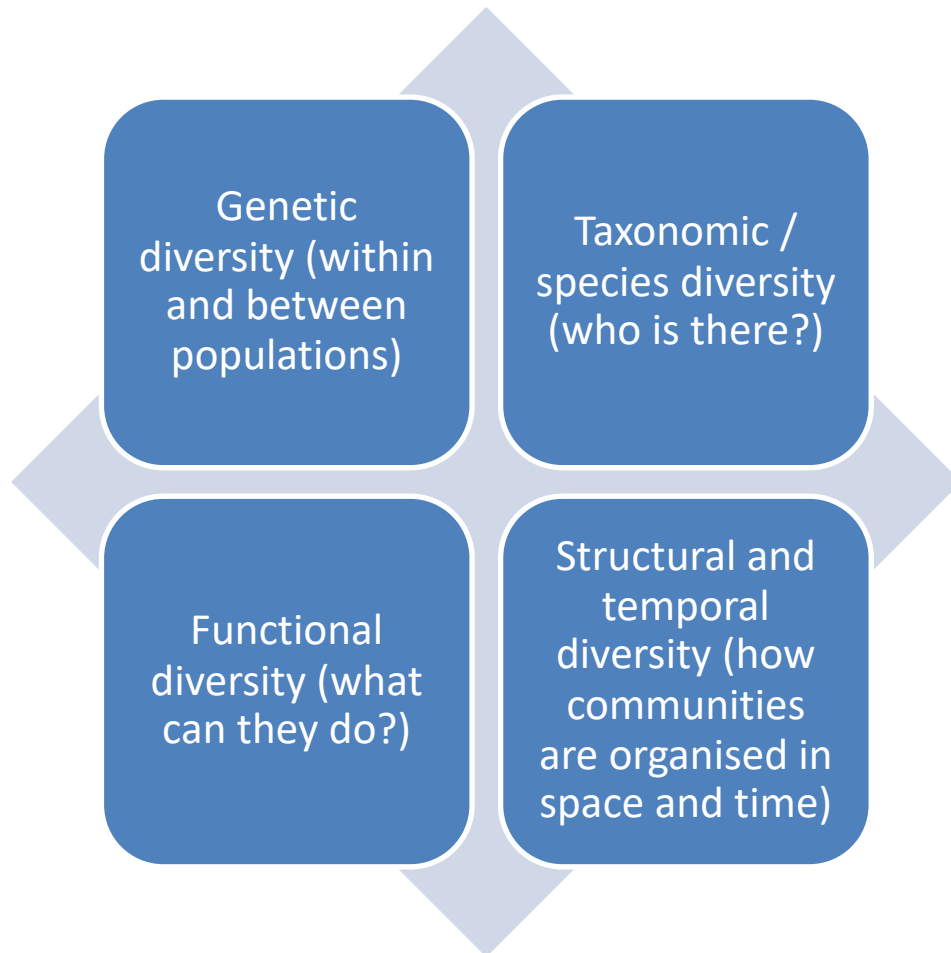 Genetic
diversity (within
and between
populations)
Taxonomic /
species diversity
(who is there?)
Functional
diversity (what
can they do?)
Structural and
temporal
diversity (how
communities
are organised in
space and time)